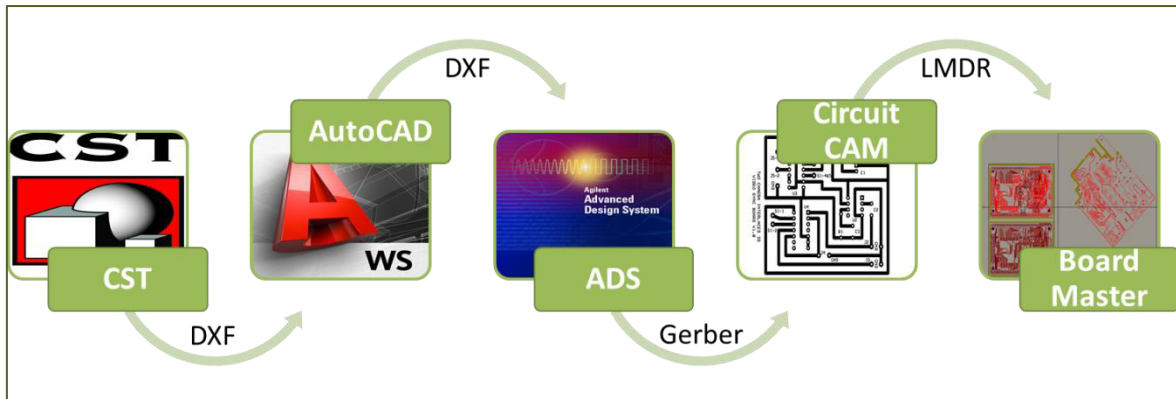 CST
CST
DXF
AutoCAD
WS
DXF
Agilent
Advanced
Design System
ADS
Gerber
Circuit
CAM
LMDR
Board
Master